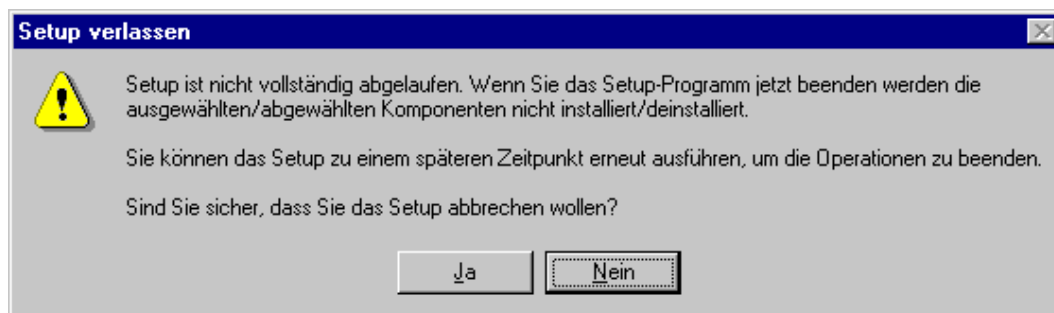 Setup verlassen
Setup ist nicht vollständig abgelaufen. Wenn Sie das Setup-Programm jetzt beenden werden die
ausgewählten/abgewählten Komponenten nicht installiert/deinstalliert.
Sie können das Setup zu einem späteren Zeitpunkt erneut ausführen, um die Operationen zu beenden.
Sind Sie sicher, dass Sie das Setup abbrechen wollen?
Ja
Nein